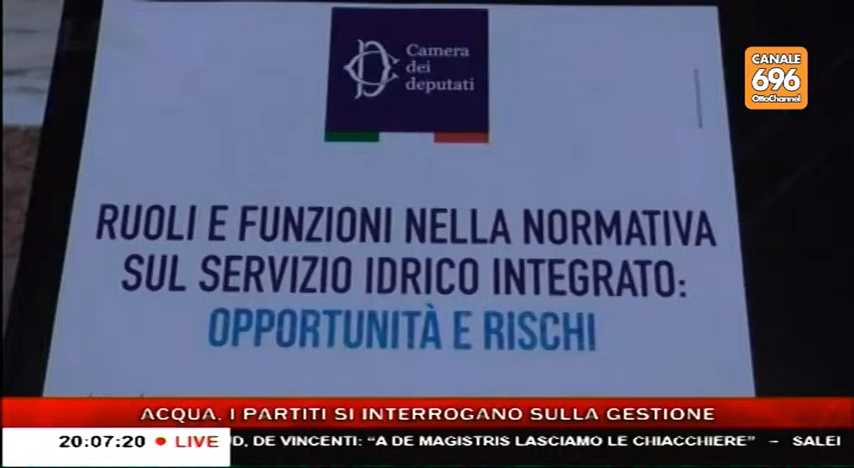 Camera
dei
deputati
CANALE
696
OttoChannel
RUOLI E FUNZIONI NELLA NORMATIVA
SUL SERVIZIO IDRICO INTEGRATO:
OPPORTUNITÀ E RISCHI
ACQUA. I PARTITI SI INTERROGANO SULLA GESTIONE
20:07:20 LIVE D, DE VINCENTI: “A DE MAGISTRIS LASCIAMO LE CHIACCHIERE” – SALEI